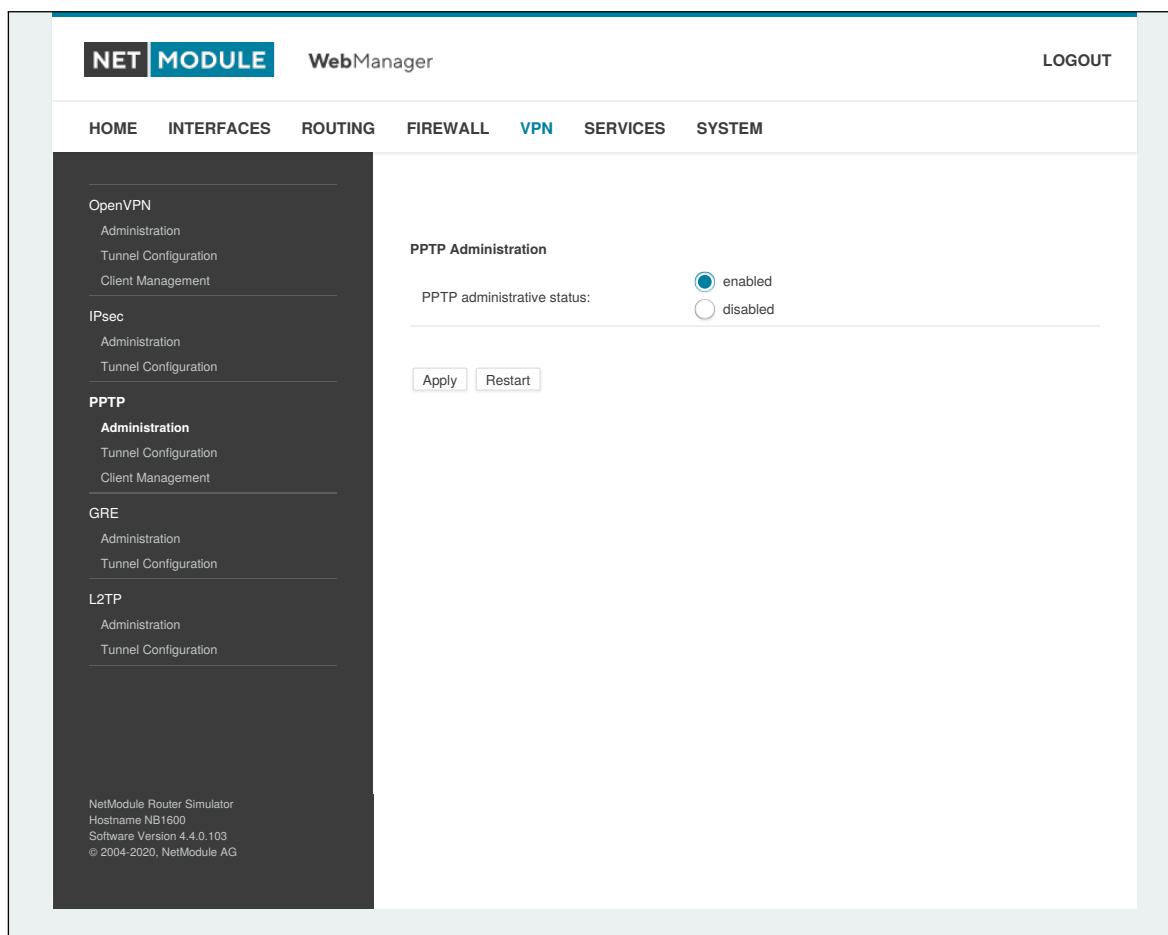 NET MODULE WebManager LOGOUT
HOME INTERFACES ROUTING FIREWALL VPN SERVICES SYSTEM
OpenVPN
Administration
Tunnel Configuration
Client Management
IPsec
Administration
Tunnel Configuration
PPTP
Administration
Tunnel Configuration
Client Management
GRE
Administration
Tunnel Configuration
L2TP
Administration
Tunnel Configuration
NetModule Router Simulator
Hostname NB1600
Software Version 4.4.0.103
© 2004-2020, NetModule AG
PPTP Administration
PPTP administrative status:
enabled
disabled
Apply Restart